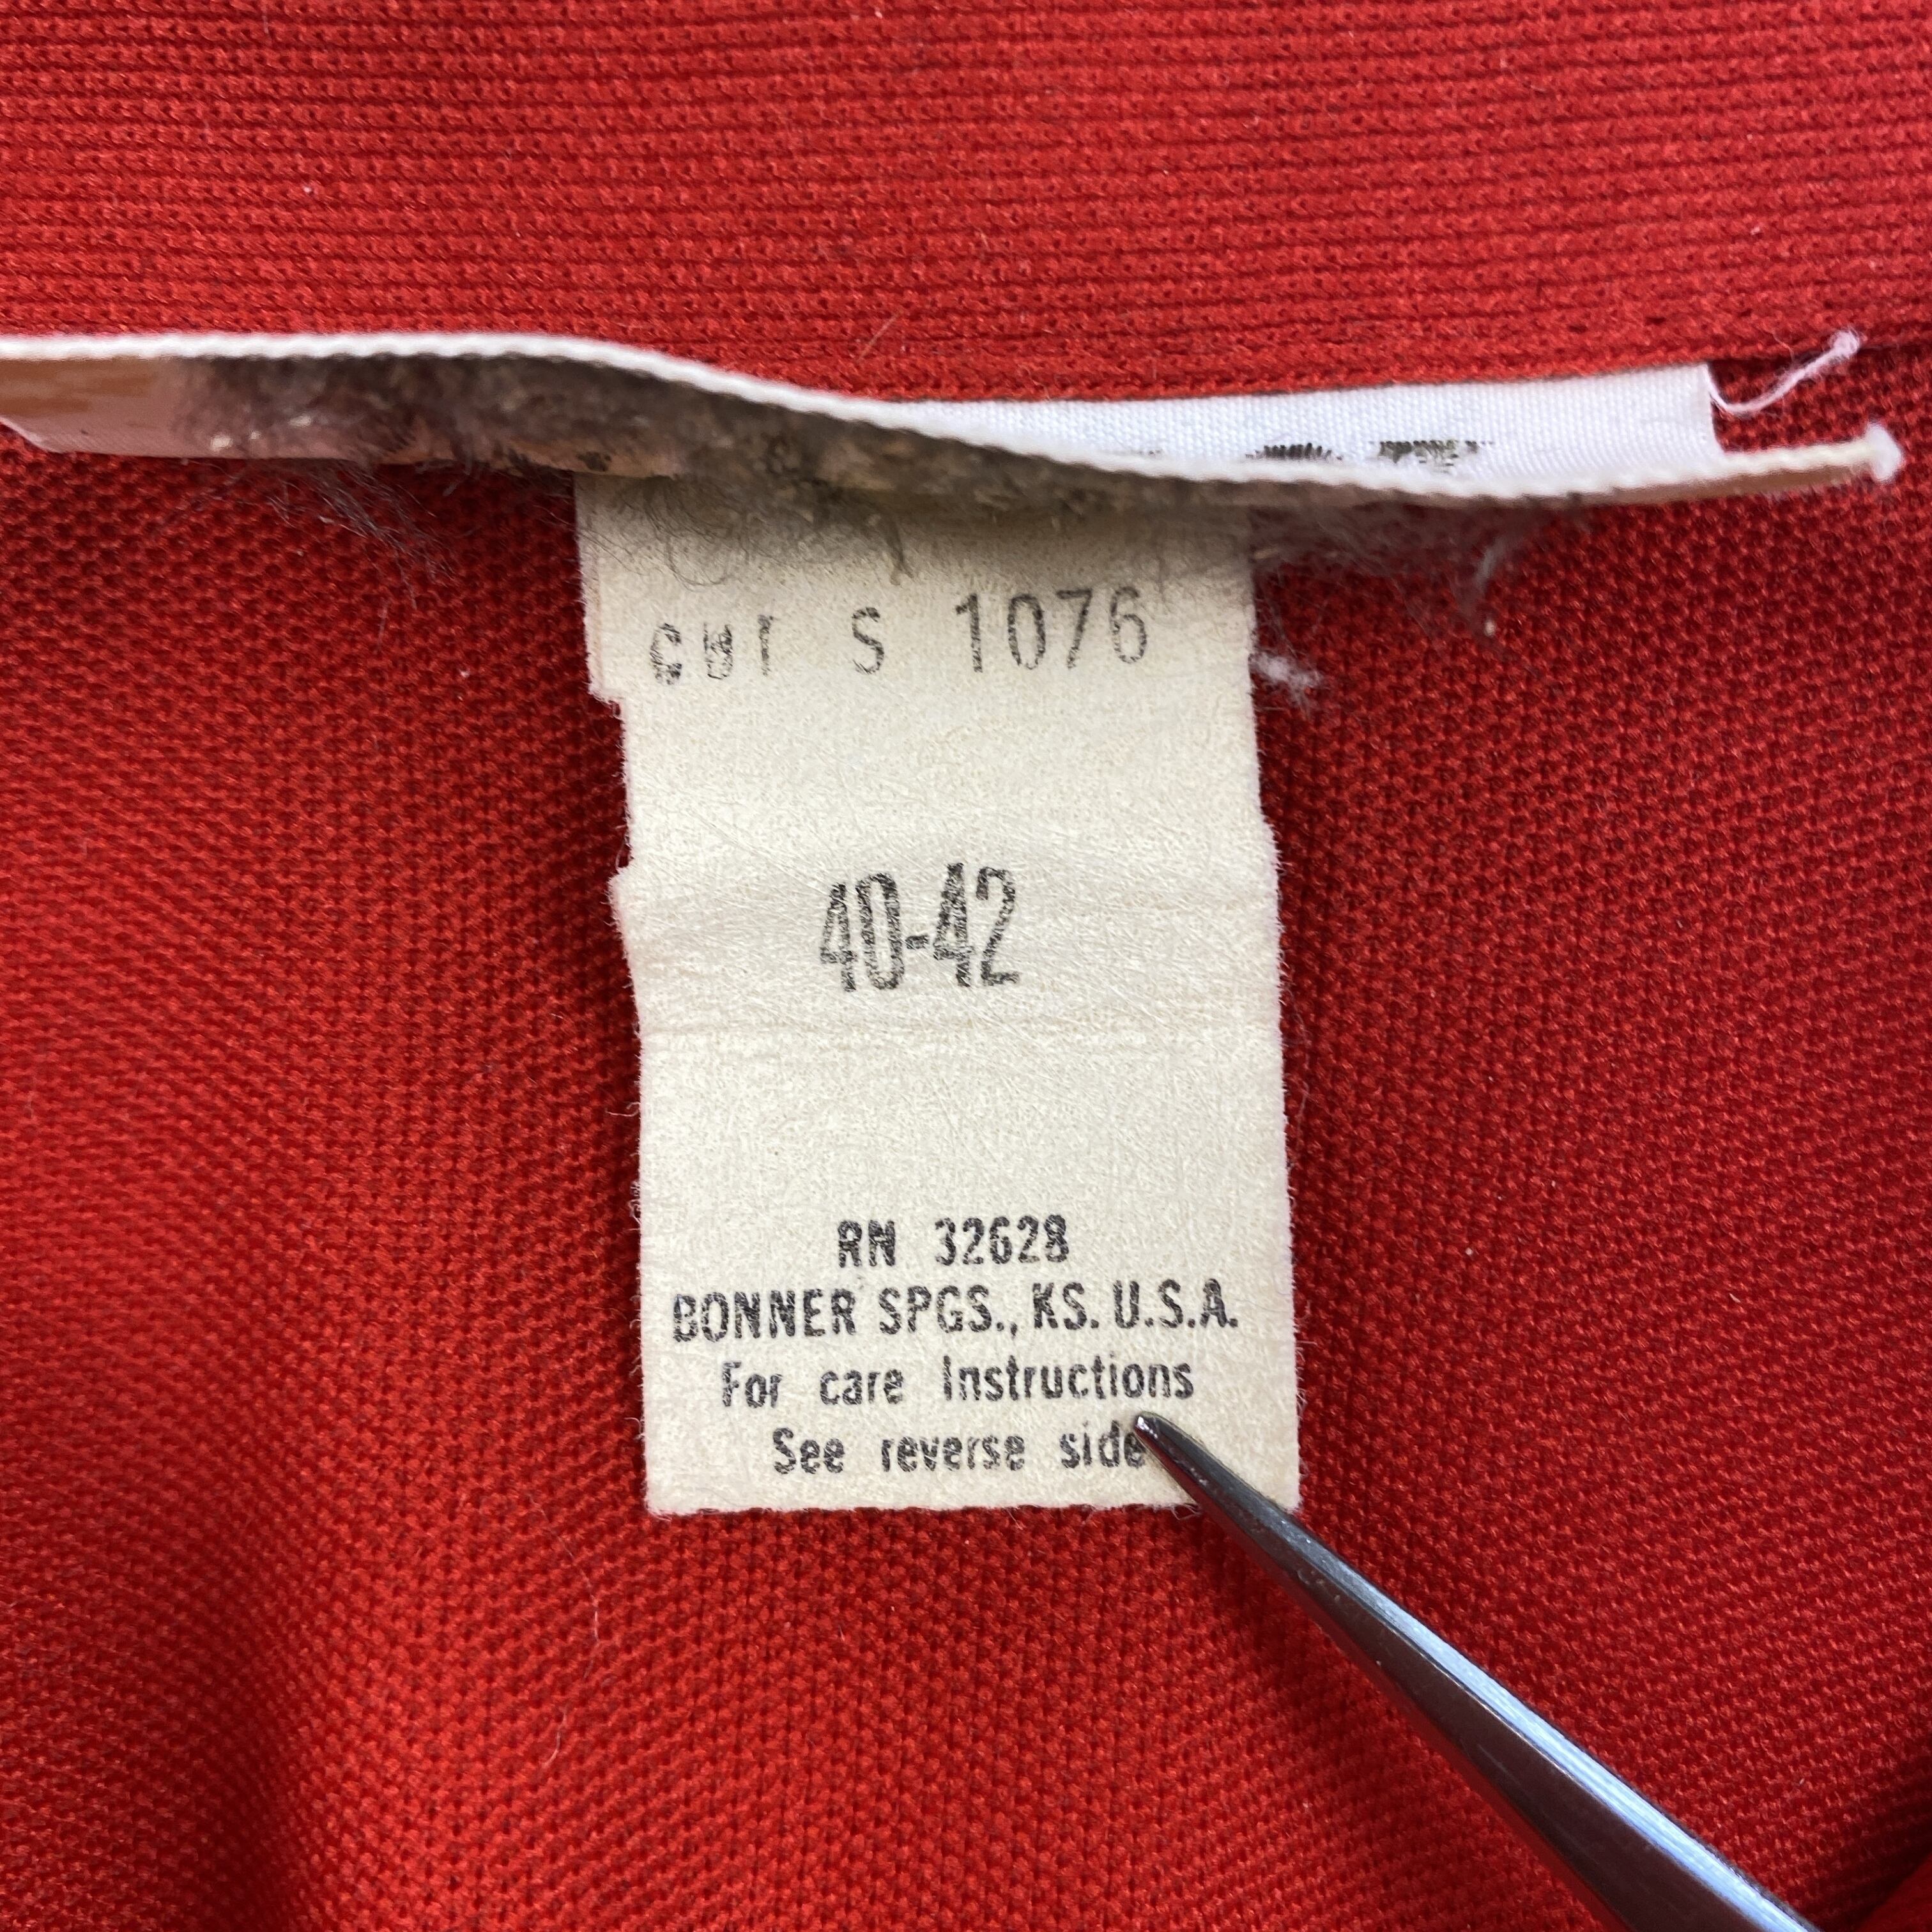 CUT S 1076
40-42
RN 32628
BONNER SPGS., KS. U.S.A.
For care Instructions
See reverse side